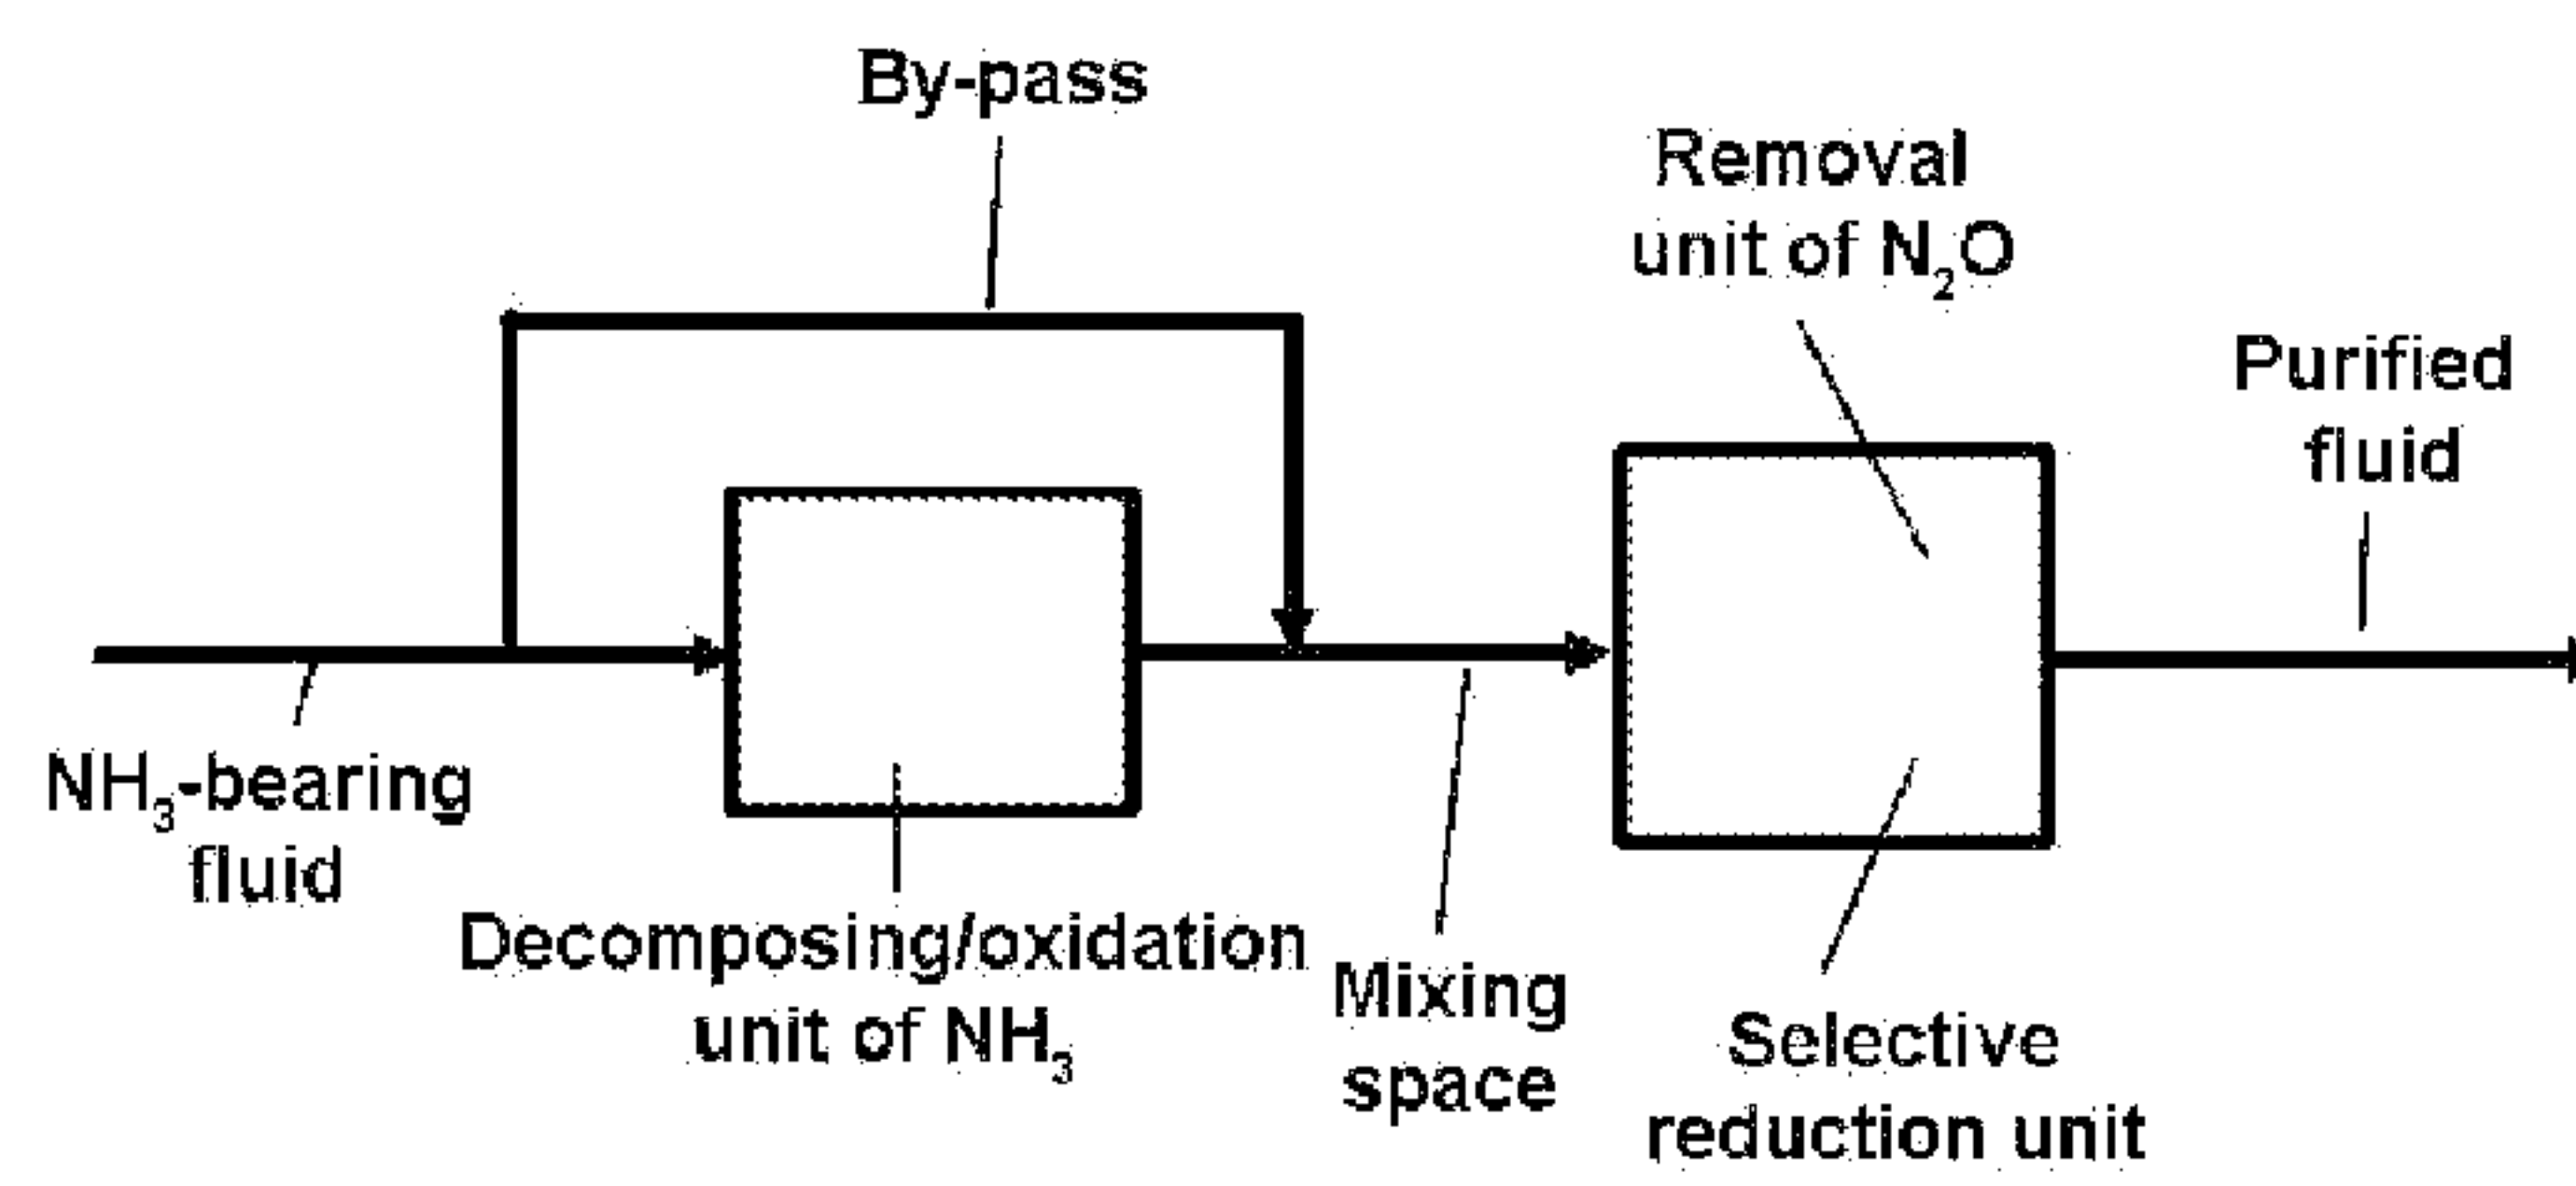 By-pass
Removal
unit of N₂O
Purified
fluid
NH₃-bearing
fluid
Decomposing/oxidation
unit of NH₃
Mixing
space
Selective
reduction unit